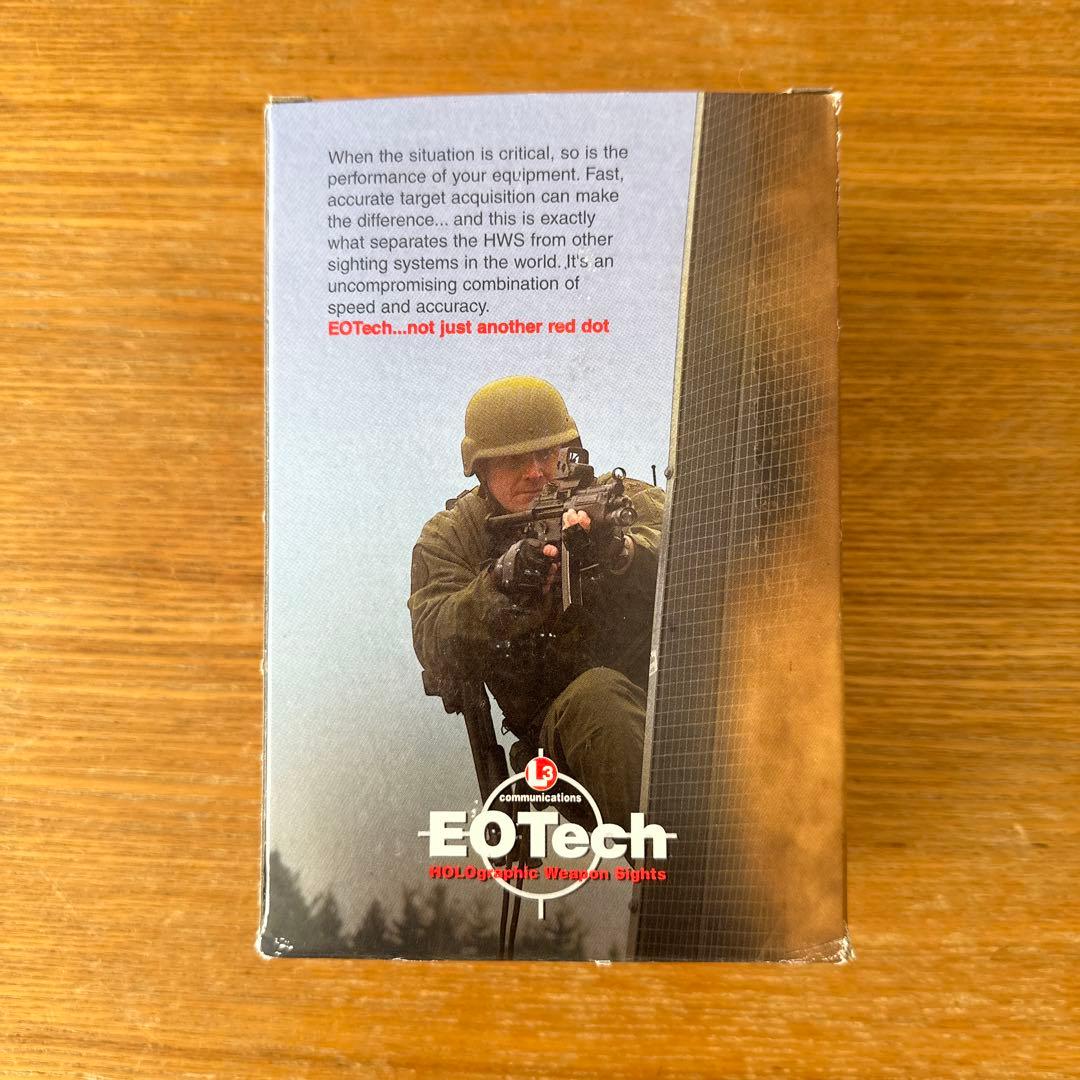 When the situation is critical, so is the
performance of your equipment. Fast,
accurate target acquisition can make
the difference... and this is exactly
what separates the HWS from other
sighting systems in the world. It's an
uncompromising combination of
speed and accuracy.
EOTech...not just another red dot
L3
communications
EOTech
HOLOgraphic Weapon Sights